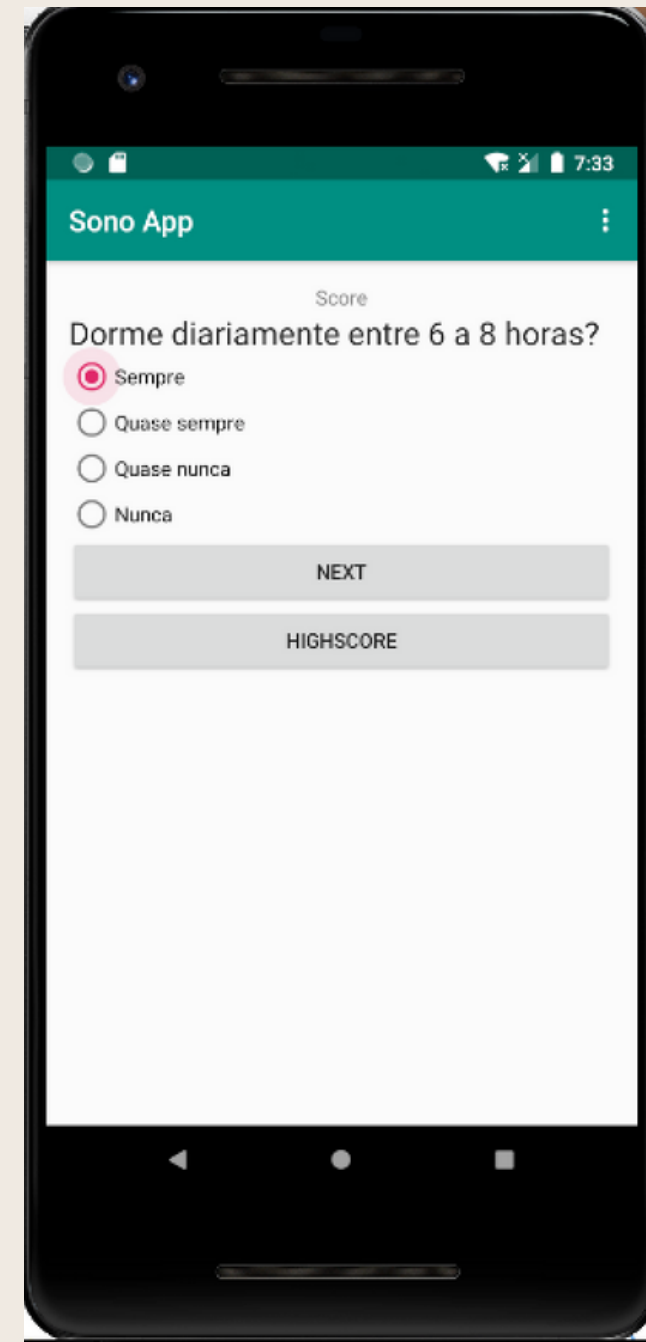 7:33
Sono App
Score
Dorme diariamente entre 6 a 8 horas?
Sempre
Quase sempre
Quase nunca
Nunca
NEXT
HIGHSCORE